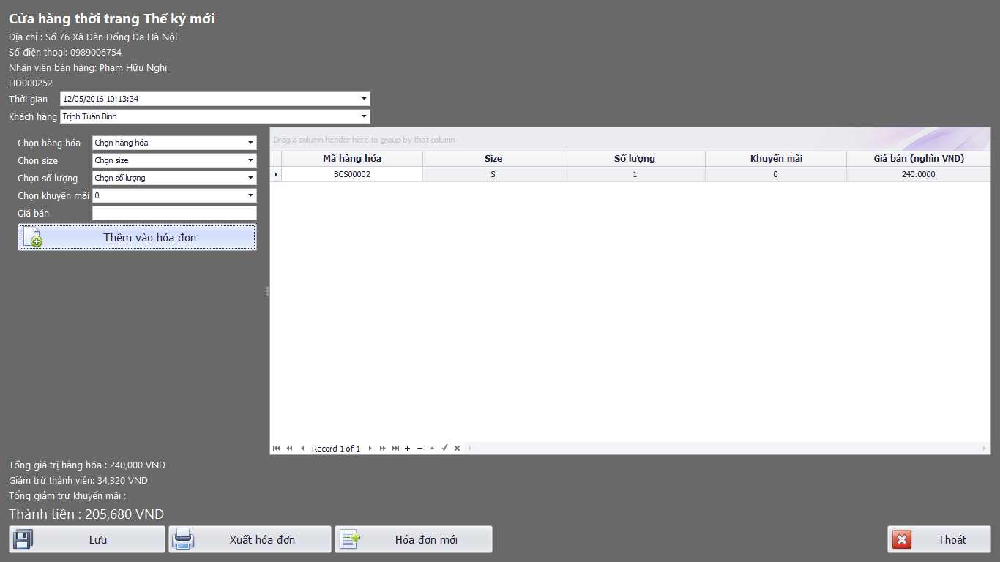 Cửa hàng thời trang Thế kỷ mới
Địa chỉ : Số 76 Xã Đàn Đống Đa Hà Nội
Số điện thoại: 0989006754
Nhân viên bán hàng: Phạm Hữu Nghị
HD000252
Thời gian 12/05/2016 10:13:34
Khách hàng Trịnh Tuấn Bình
Chọn hàng hóa Chọn hàng hóa
Chọn size Chọn size
Chọn số lượng Chọn số lượng
Chọn khuyến mãi 0
Giá bán
Thêm vào hóa đơn
Drag a column header here to group by that column
Mã hàng hóa Size Số lượng Khuyến mãi Giá bán (nghìn VND)
BCS00002 S 1 0 240.0000
Record 1 of 1
Tổng giá trị hàng hóa : 240,000 VND
Giảm trừ thành viên: 34,320 VND
Tổng giảm trừ khuyến mãi :
Thành tiền : 205,680 VND
Lưu Xuất hóa đơn Hóa đơn mới Thoát